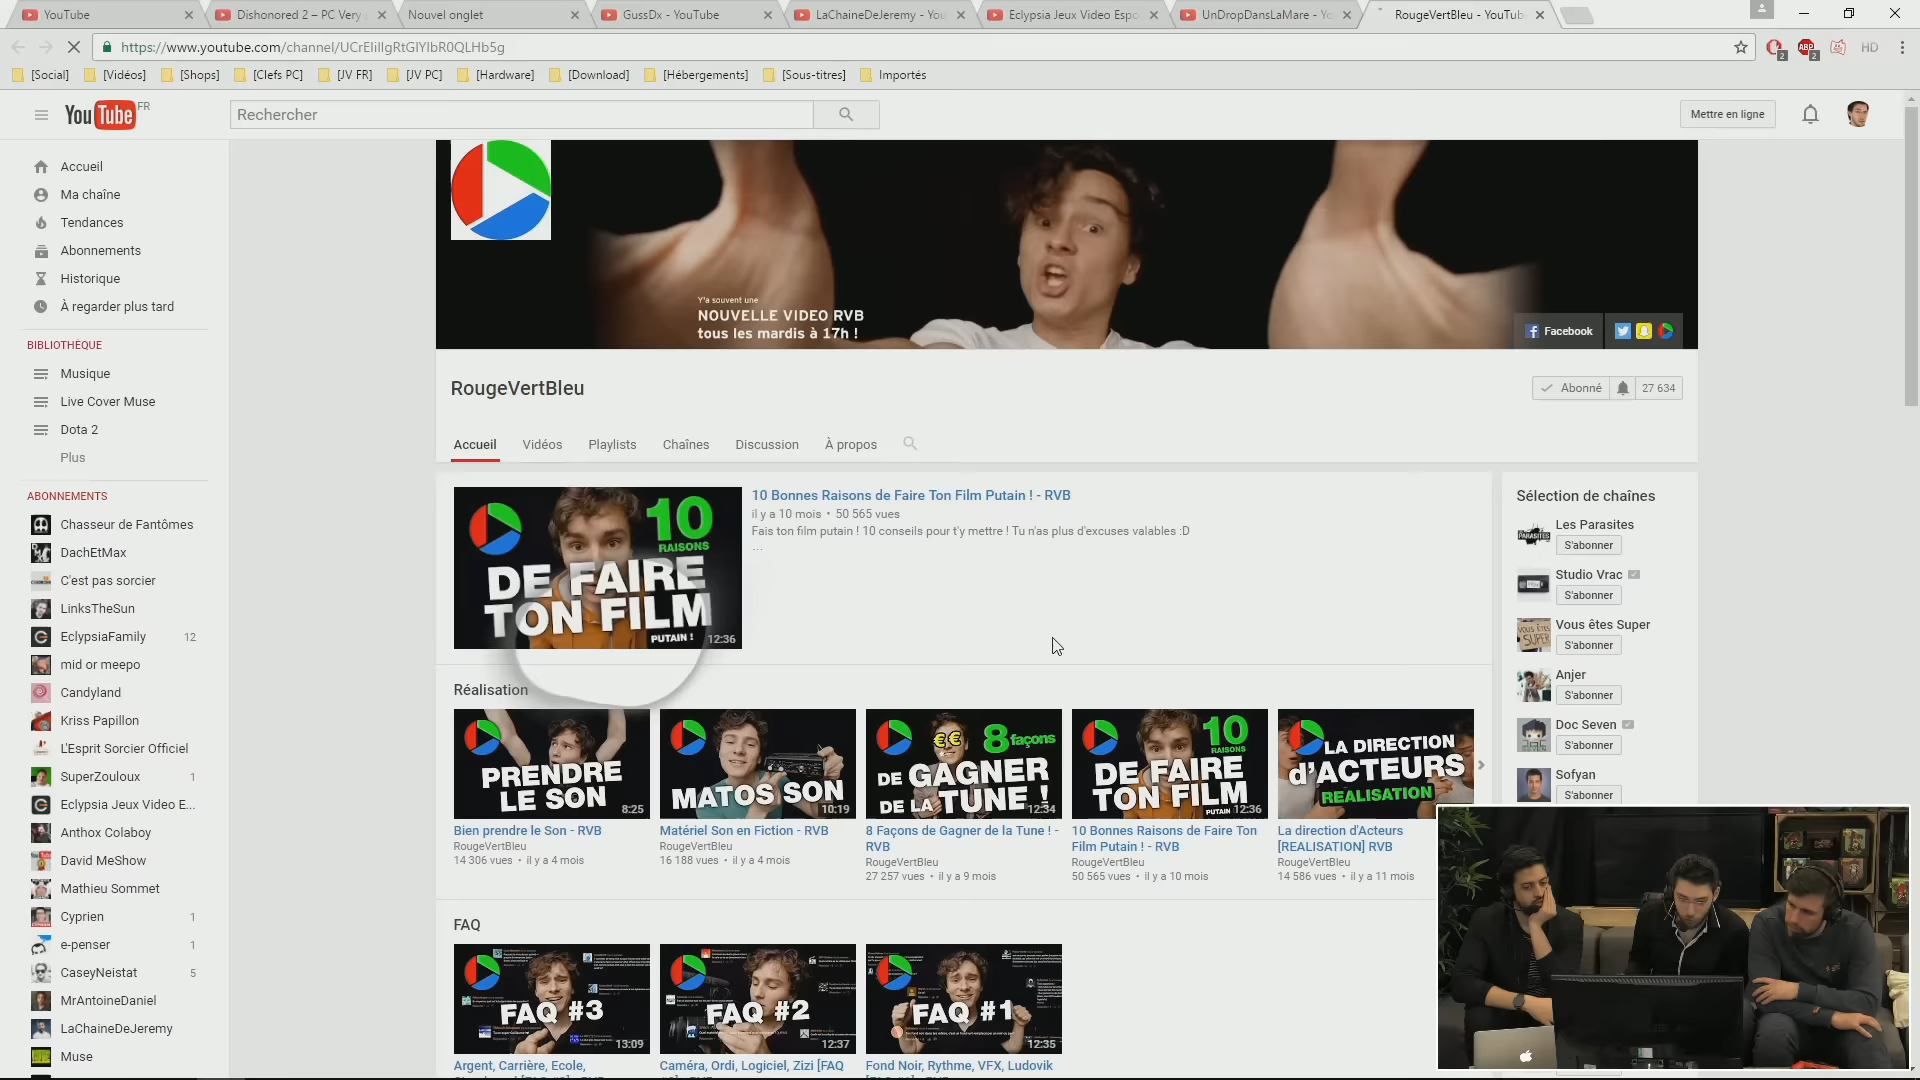 YouTube
Dishonored 2 – PC Very
Nouvel onglet
GussDx - YouTube
LaChaineDeJeremy - You
Eclypsia Jeux Video Espo
UnDropDansLaMare - Yo
RougeVertBleu - YouTub
https://www.youtube.com/channel/UCrEIiIlgRtGIYIbR0QLHb5g
2
ABP
2
HD
[Social]
[Vidéos]
[Shops]
[Clefs PC]
[JV FR]
[JV PC]
[Hardware]
[Download]
[Hébergements]
[Sous-titres]
Importés
YouTube FR
Rechercher
Mettre en ligne
Accueil
Ma chaîne
Tendances
Abonnements
Historique
À regarder plus tard
BIBLIOTHÈQUE
Musique
Live Cover Muse
Dota 2
Plus
ABONNEMENTS
Chasseur de Fantômes
DachEtMax
C'est pas sorcier
LinksTheSun
EclypsiaFamily 12
mid or meepo
Candyland
Kriss Papillon
L'Esprit Sorcier Officiel
SuperZouloux 1
Eclypsia Jeux Video E...
Anthox Colaboy
David MeShow
Mathieu Sommet
Cyprien 1
e-penser 1
CaseyNeistat 5
MrAntoineDaniel
LaChaineDeJeremy
Muse
Y'a souvent une
NOUVELLE VIDEO RVB
tous les mardis à 17h !
Facebook
RougeVertBleu
Abonné 27 634
Accueil
Vidéos
Playlists
Chaînes
Discussion
À propos
10
RAISONS
DE FAIRE
TON FILM
PUTAIN !
12:36
10 Bonnes Raisons de Faire Ton Film Putain ! - RVB
il y a 10 mois • 50 565 vues
Fais ton film putain ! 10 conseils pour t'y mettre ! Tu n'as plus d'excuses valables :D
...
Réalisation
PRENDRE
LE SON
8:25
Bien prendre le Son - RVB
RougeVertBleu
14 306 vues • il y a 4 mois
MATOS SON
10:19
Matériel Son en Fiction - RVB
RougeVertBleu
16 188 vues • il y a 4 mois
€€
8 façons
DE GAGNER
DE LA TUNE !
12:34
8 Façons de Gagner de la Tune ! -
RVB
RougeVertBleu
27 257 vues • il y a 9 mois
10
RAISONS
DE FAIRE
TON FILM
PUTAIN
12:36
10 Bonnes Raisons de Faire Ton
Film Putain ! - RVB
RougeVertBleu
50 565 vues • il y a 10 mois
LA DIRECTION
d'ACTEURS
REALISATION
La direction d'Acteurs
[REALISATION] RVB
RougeVertBleu
14 586 vues • il y a 11 mois
FAQ
FAQ #3
13:09
Argent, Carrière, Ecole,
FAQ #2
12:37
Caméra, Ordi, Logiciel, Zizi [FAQ
FAQ #1
12:35
Fond Noir, Rythme, VFX, Ludovik
Sélection de chaînes
PARASITES
Les Parasites
S'abonner
Studio Vrac
S'abonner
VOUS ÊTES
SUPER
Vous êtes Super
S'abonner
Anjer
S'abonner
Doc Seven
S'abonner
Sofyan
S'abonner